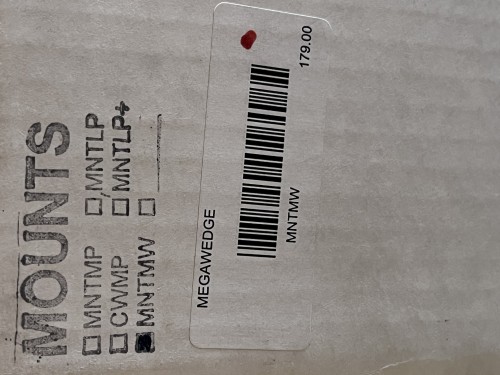 MOUNTS
MNTMP MNTLP
CWMP MNTLP+
MNTMW
MEGAWEDGE
MNTMW
179.00